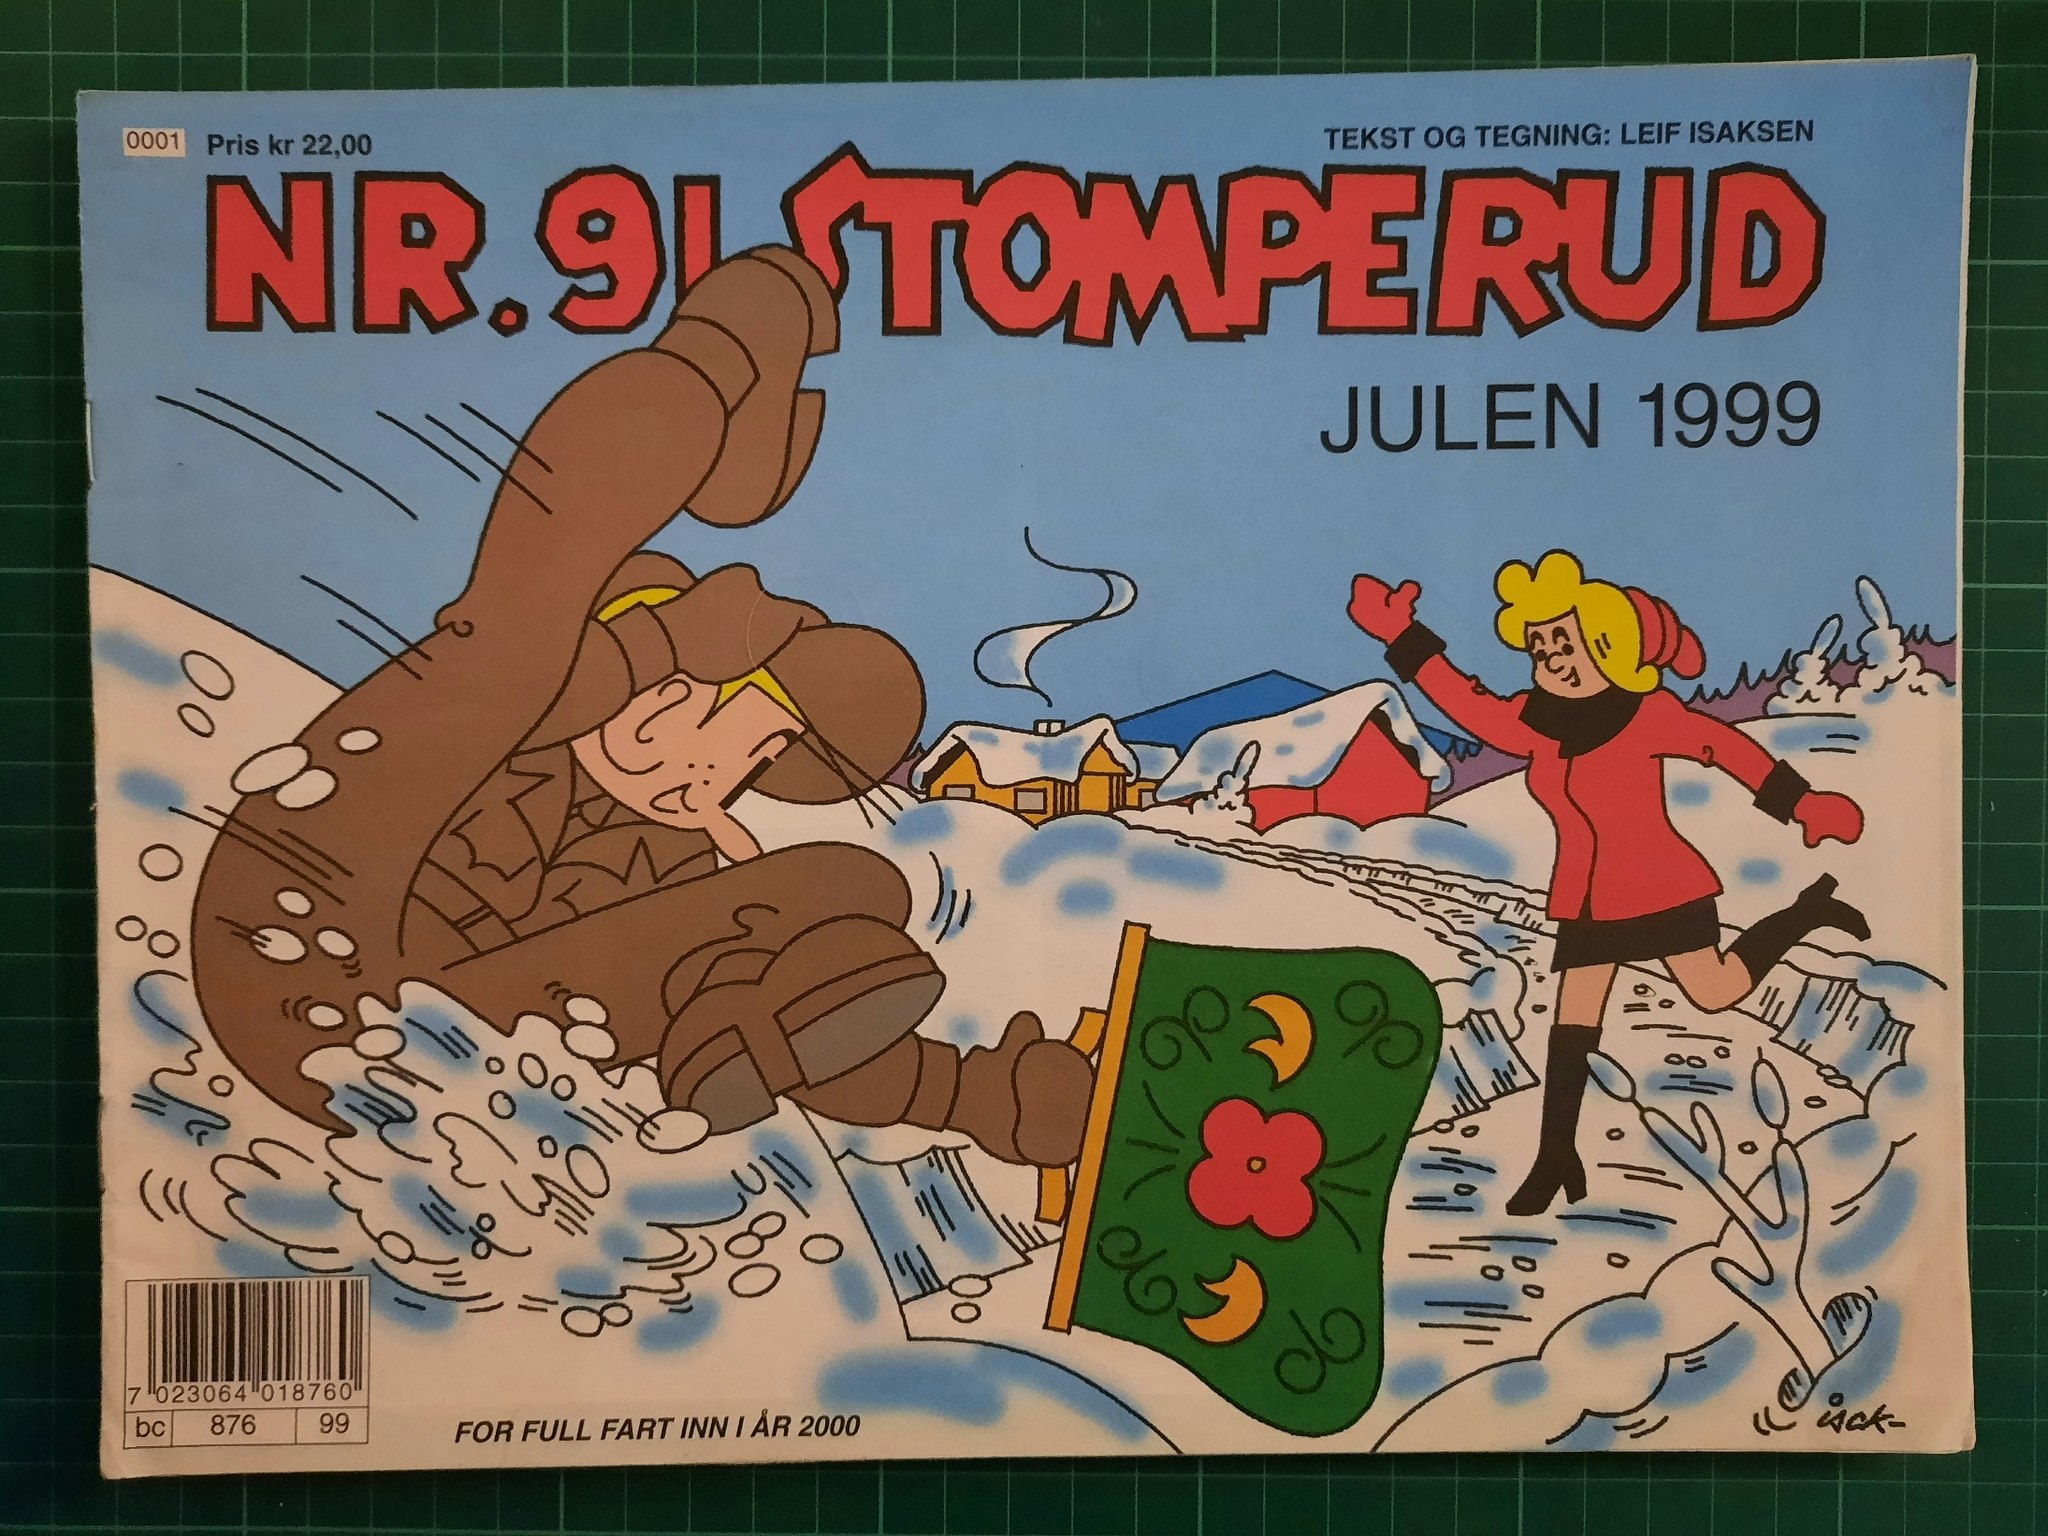 0001 Pris kr 22,00
TEKST OG TEGNING: LEIF ISAKSEN
NR. 91 STOMPERUD
JULEN 1999
7 023064 018760
bc 876 99
FOR FULL FART INN I ÅR 2000
isak-